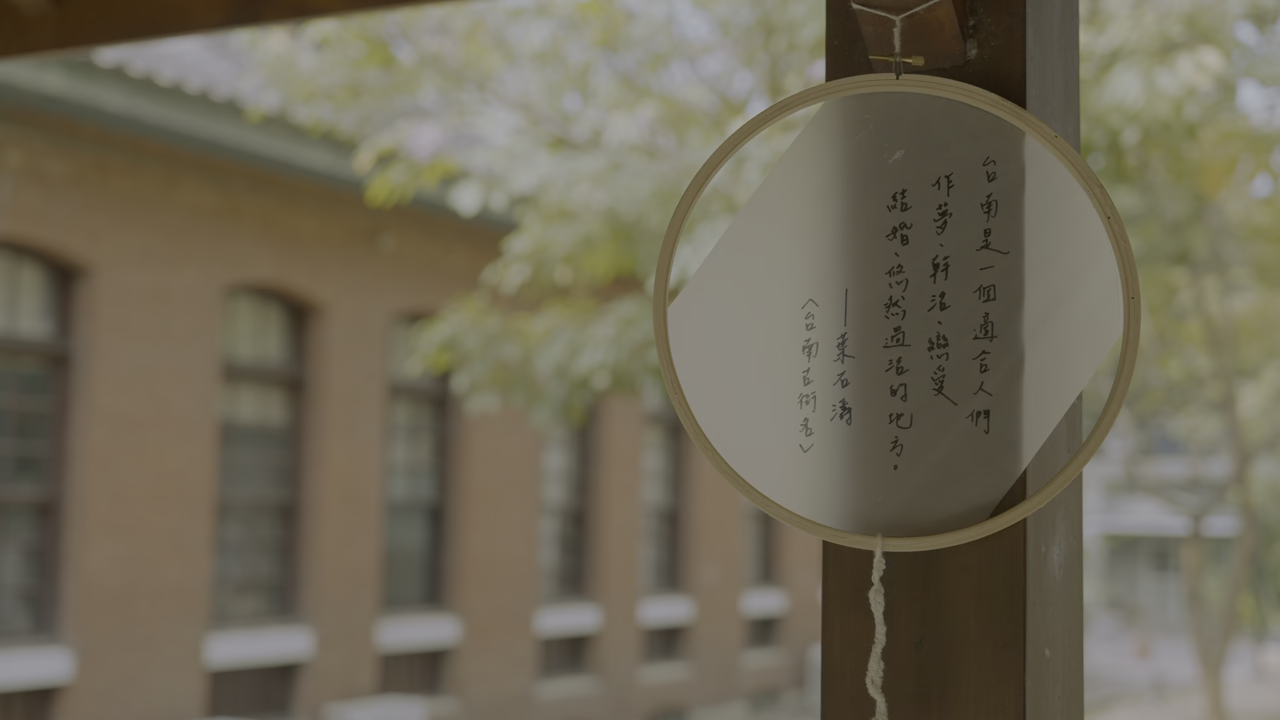 台南是一個適合人們
作夢、幹活、戀愛
結婚、悠然過活的地方。
—葉石濤
〈台南古街名〉